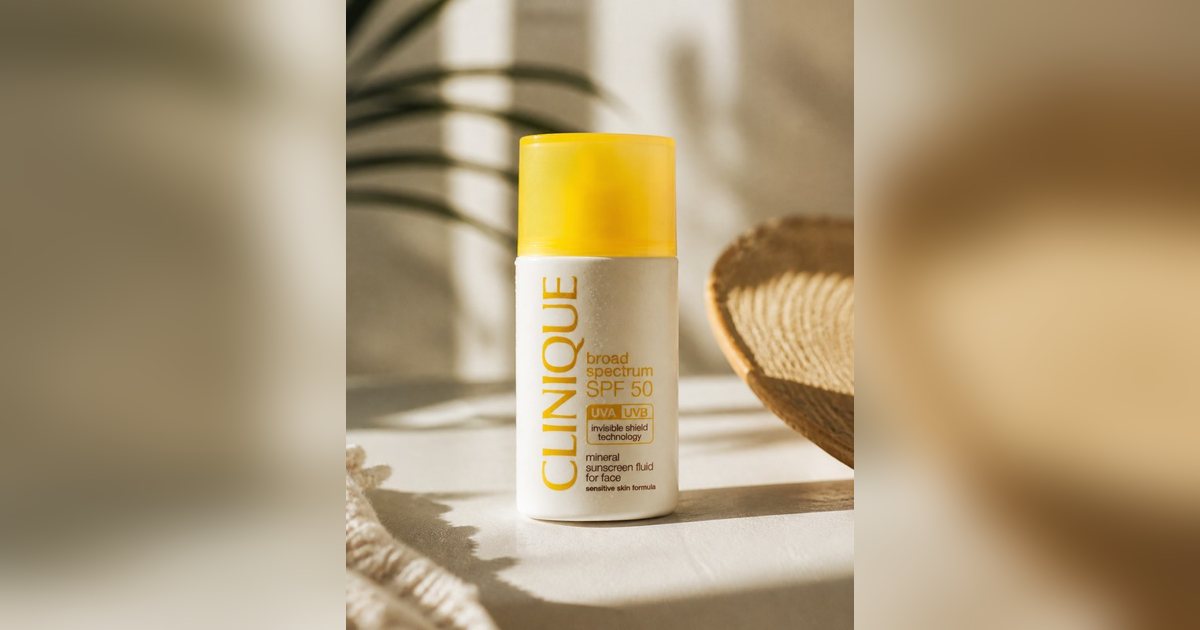 CLINIQUE
broad
spectrum
SPF 50
UVA UVB
invisible shield
technology
mineral
sunscreen fluid
for face
sensitive skin formula